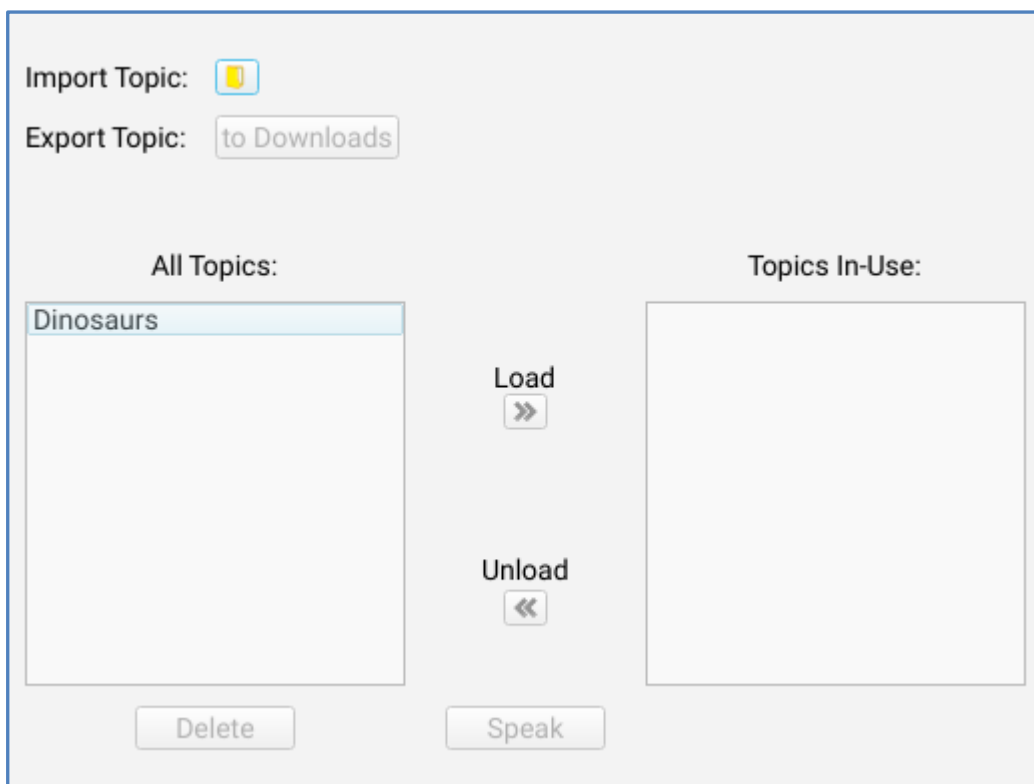 Import Topic:
Export Topic: to Downloads
All Topics: Topics In-Use:
Dinosaurs
Load
Unload
Delete Speak